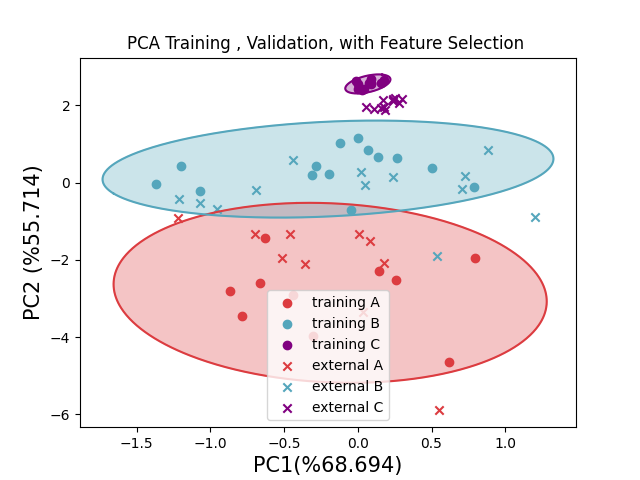 PCA Training , Validation, with Feature Selection
PC2 (%55.714)
2
0
−2
−4
−6
training A
training B
training C
external A
external B
external C
−1.5
−1.0
−0.5
0.0
0.5
1.0
PC1(%68.694)